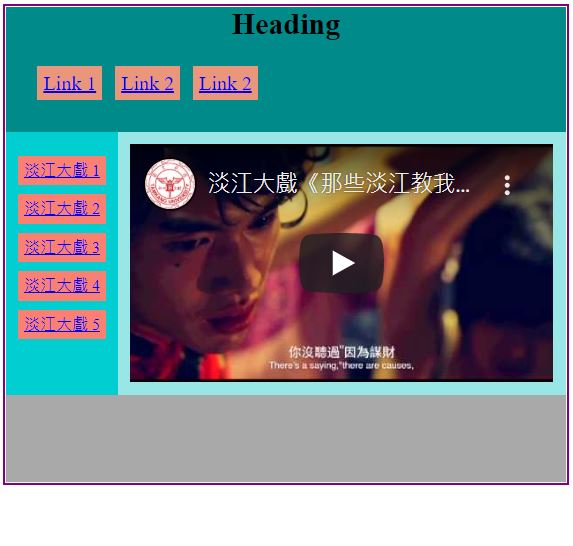 Heading
Link 1 Link 2 Link 2
淡江大戲 1
淡江大戲 2
淡江大戲 3
淡江大戲 4
淡江大戲 5
淡江大戲《那些淡江教我...
你沒聽過"因為謀財
There's a saying,"there are causes,